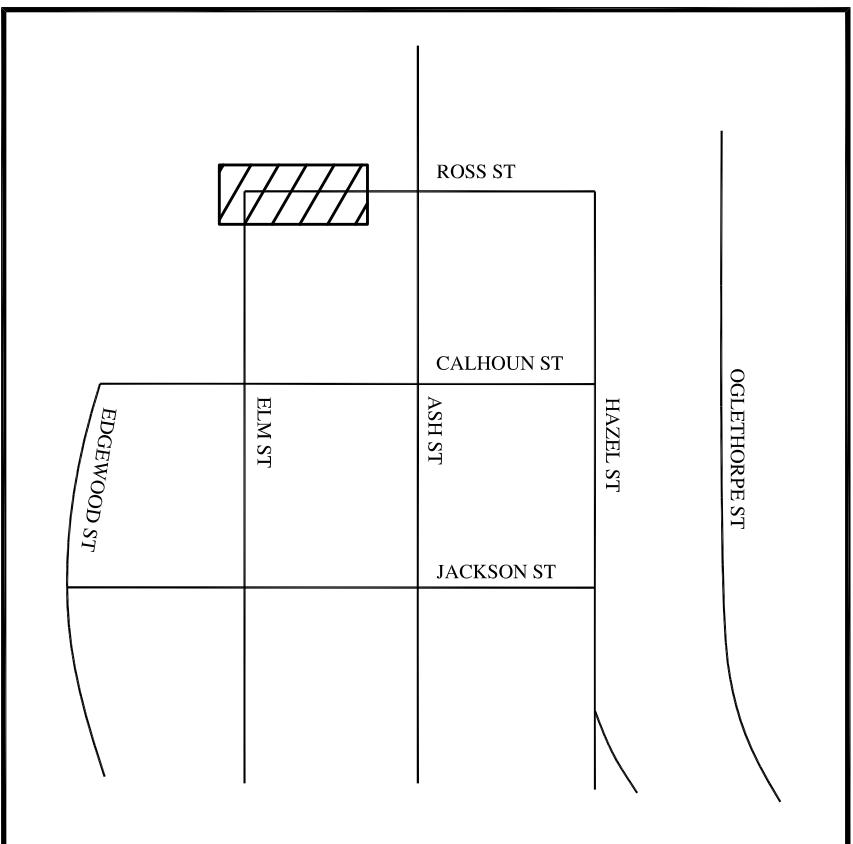 ROSS ST
CALHOUN ST
EDGEWOOD ST
ELM ST
ASH ST
HAZEL ST
OGLETHORPE ST
JACKSON ST